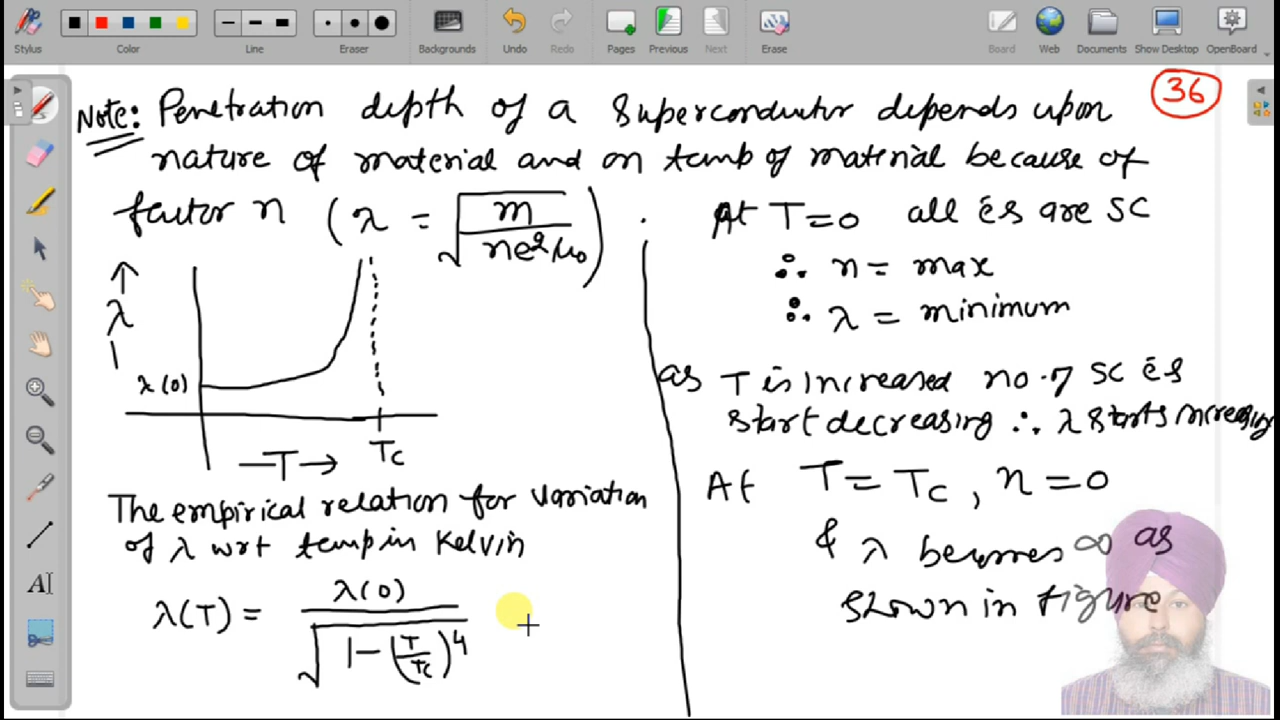 Stylus Color Line Eraser Backgrounds Undo Redo Pages Previous Next Erase Board Web Documents Show Desktop OpenBoard
36
Note: Penetration depth of a superconductor depends upon
nature of material and on temp of material because of
factor n (λ = √(m / ne²μ₀)) .
λ
λ(0)
—T→ Tc
The empirical relation for variation
of λ wrt temp in Kelvin
λ(T) = λ(0) / √(1 - (T/Tc)⁴)
At T=0 all ēs are SC
∴ n = max
∴ λ = minimum
as T is increased no. of SC ēs
start decreasing ∴ λ starts increasing
At T = Tc , n = 0
& λ becomes ∞ as
shown in figure